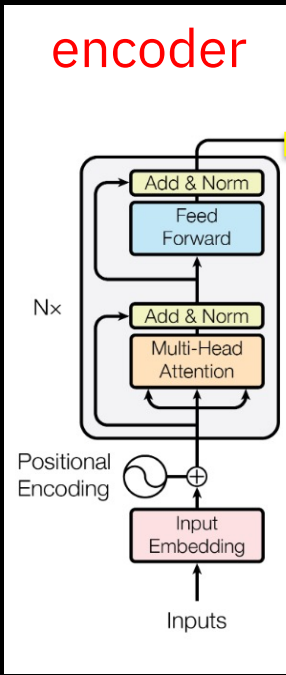 encoder
Add & Norm
Feed
Forward
N×
Add & Norm
Multi-Head
Attention
Positional
Encoding
Input
Embedding
Inputs